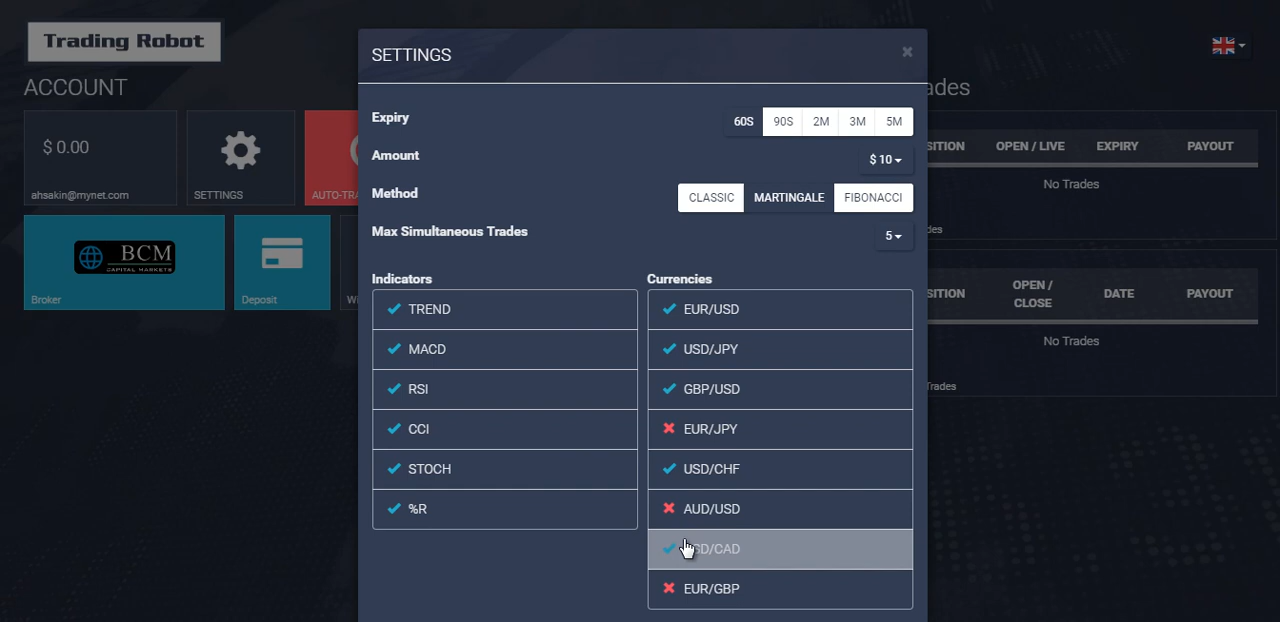 Trading Robot
ACCOUNT
$ 0.00
ahsakin@mynet.com
SETTINGS
AUTO-TRA
BCM
CAPITAL MARKETS
Broker
Deposit
SETTINGS
Expiry
60S 90S 2M 3M 5M
Amount
$ 10
Method
CLASSIC MARTINGALE FIBONACCI
Max Simultaneous Trades
5
Indicators
TREND
MACD
RSI
CCI
STOCH
%R
Currencies
EUR/USD
USD/JPY
GBP/USD
EUR/JPY
USD/CHF
AUD/USD
SD/CAD
EUR/GBP
ades
SITION OPEN / LIVE EXPIRY PAYOUT
No Trades
des
SITION OPEN / CLOSE DATE PAYOUT
No Trades
Trades